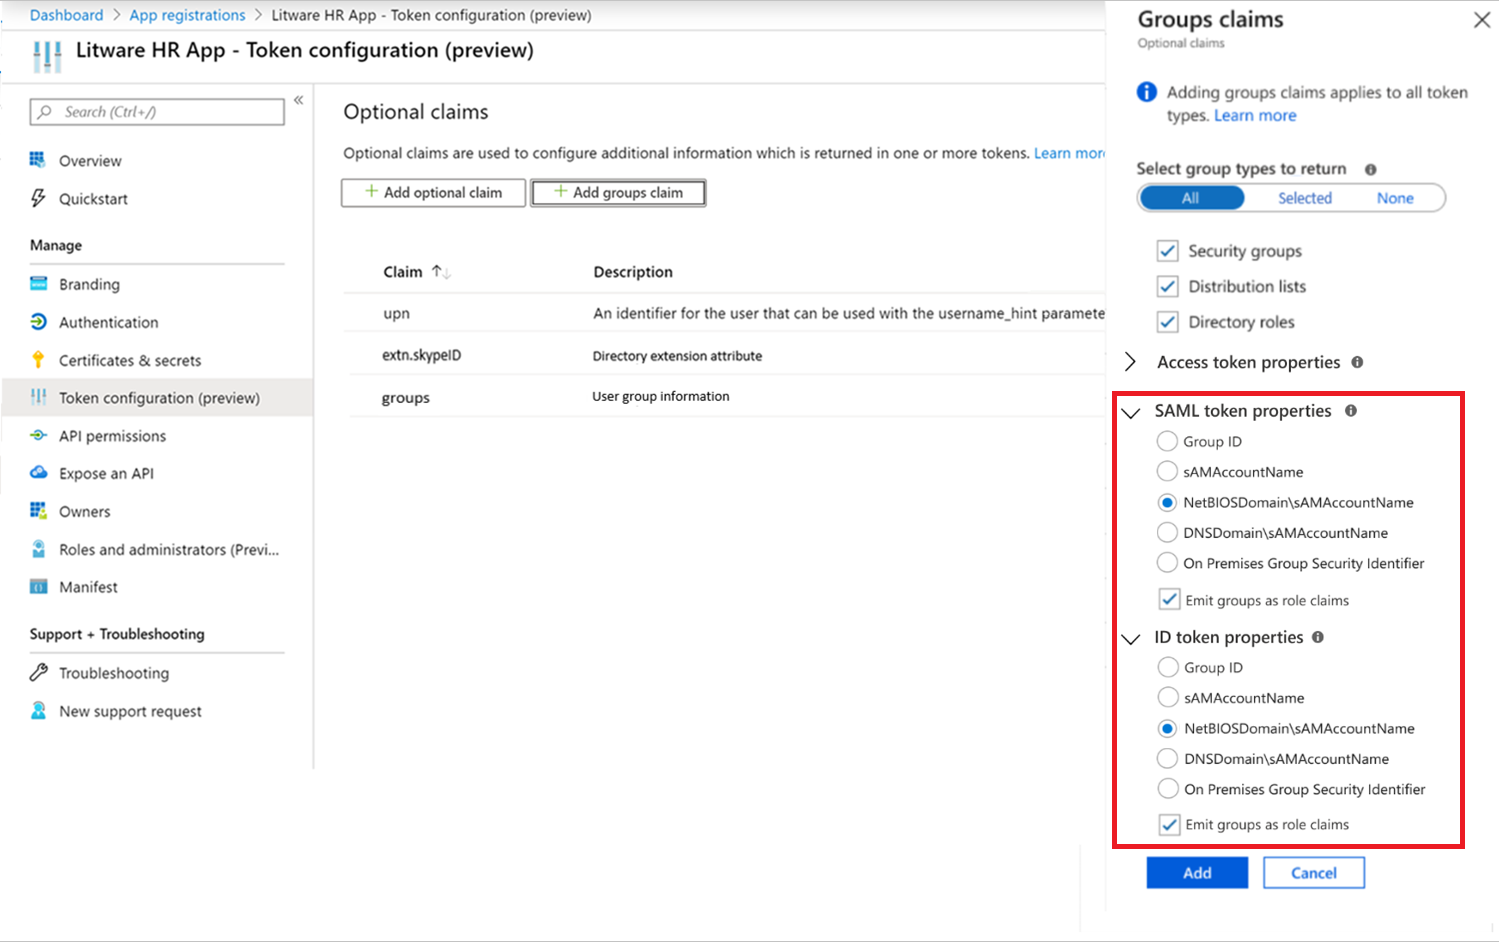 Dashboard > App registrations > Litware HR App - Token configuration (preview)
Litware HR App - Token configuration (preview)
Search (Ctrl+/)
«
Overview
Quickstart
Manage
Branding
Authentication
Certificates & secrets
Token configuration (preview)
API permissions
Expose an API
Owners
Roles and administrators (Previ...
Manifest
Support + Troubleshooting
Troubleshooting
New support request
Optional claims
Optional claims are used to configure additional information which is returned in one or more tokens. Learn more
+ Add optional claim
+ Add groups claim
Claim ↑↓ Description
upn An identifier for the user that can be used with the username_hint paramete
extn.skypeID Directory extension attribute
groups User group information
Groups claims
Optional claims
Adding groups claims applies to all token
types. Learn more
Select group types to return
All Selected None
Security groups
Distribution lists
Directory roles
Access token properties
SAML token properties
Group ID
sAMAccountName
NetBIOSDomain\sAMAccountName
DNSDomain\sAMAccountName
On Premises Group Security Identifier
Emit groups as role claims
ID token properties
Group ID
sAMAccountName
NetBIOSDomain\sAMAccountName
DNSDomain\sAMAccountName
On Premises Group Security Identifier
Emit groups as role claims
Add Cancel